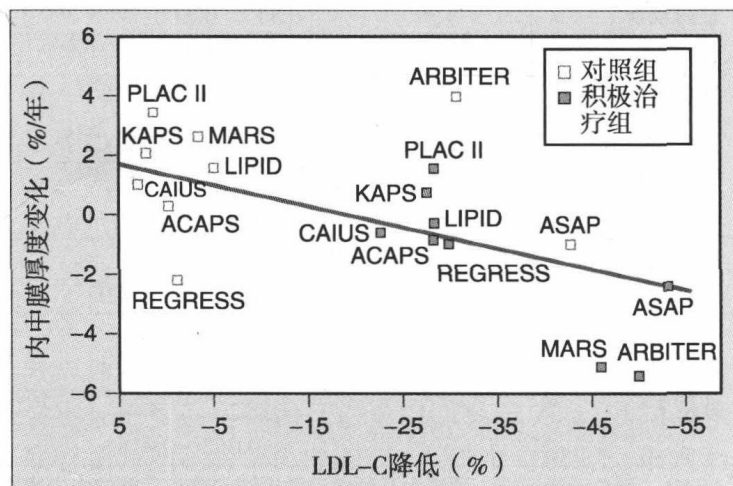 内中膜厚度变化（%/年）
6
4
2
0
−2
−4
−6
ARBITER
PLAC II
KAPS
MARS
LIPID
CAIUS
ACAPS
REGRESS
PLAC II
KAPS
LIPID
CAIUS
ACAPS
REGRESS
ASAP
ASAP
MARS
ARBITER
对照组
积极治
疗组
5
-5
-15
-25
-35
-45
-55
LDL–C降低（%）